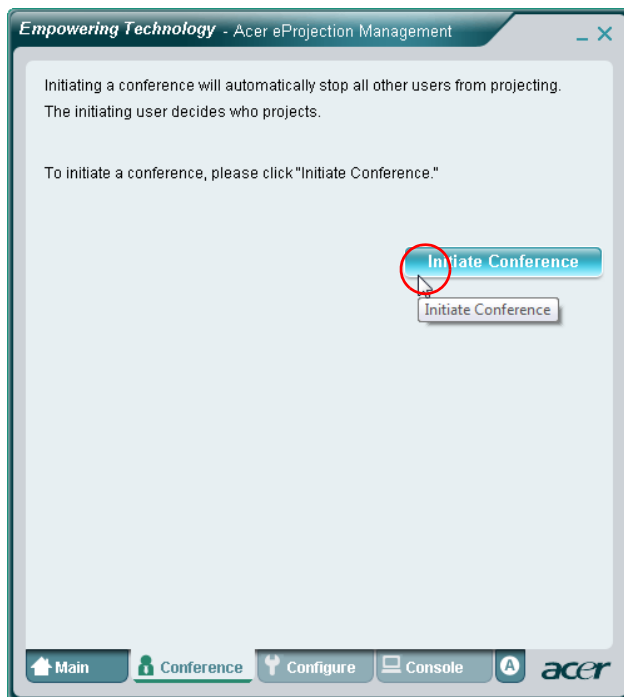 Empowering Technology - Acer eProjection Management
Initiating a conference will automatically stop all other users from projecting.
The initiating user decides who projects.
To initiate a conference, please click "Initiate Conference."
Initiate Conference
Initiate Conference
Main Conference Configure Console A acer